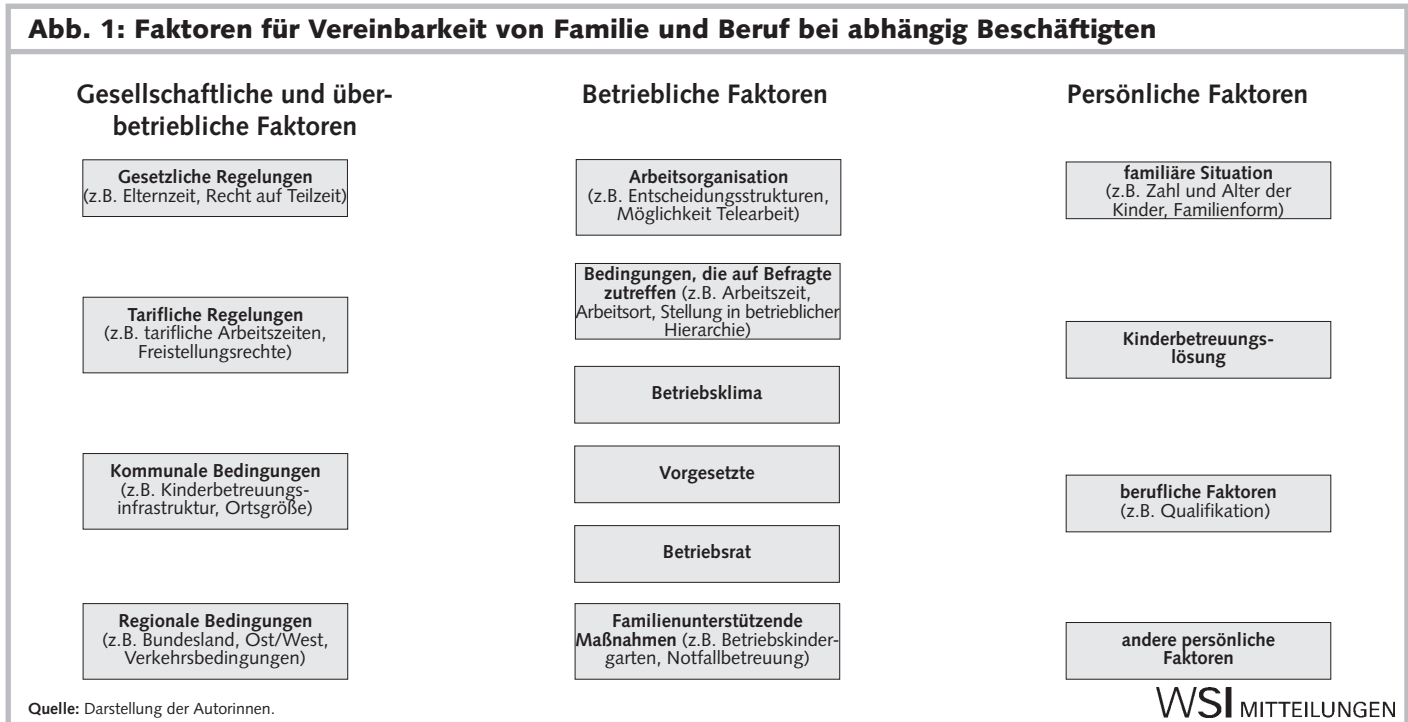 Abb. 1: Faktoren für Vereinbarkeit von Familie und Beruf bei abhängig Beschäftigten
Gesellschaftliche und über-
betriebliche Faktoren
Gesetzliche Regelungen
(z.B. Elternzeit, Recht auf Teilzeit)
Tarifliche Regelungen
(z.B. tarifliche Arbeitszeiten,
Freistellungsrechte)
Kommunale Bedingungen
(z.B. Kinderbetreuungs-
infrastruktur, Ortsgröße)
Regionale Bedingungen
(z.B. Bundesland, Ost/West,
Verkehrsbedingungen)
Betriebliche Faktoren
Arbeitsorganisation
(z.B. Entscheidungsstrukturen,
Möglichkeit Telearbeit)
Bedingungen, die auf Befragte
zutreffen (z.B. Arbeitszeit,
Arbeitsort, Stellung in betrieblicher
Hierarchie)
Betriebsklima
Vorgesetzte
Betriebsrat
Familienunterstützende
Maßnahmen (z.B. Betriebskinder-
garten, Notfallbetreuung)
Persönliche Faktoren
familiäre Situation
(z.B. Zahl und Alter der
Kinder, Familienform)
Kinderbetreuungs-
lösung
berufliche Faktoren
(z.B. Qualifikation)
andere persönliche
Faktoren
Quelle: Darstellung der Autorinnen.
WSI MITTEILUNGEN